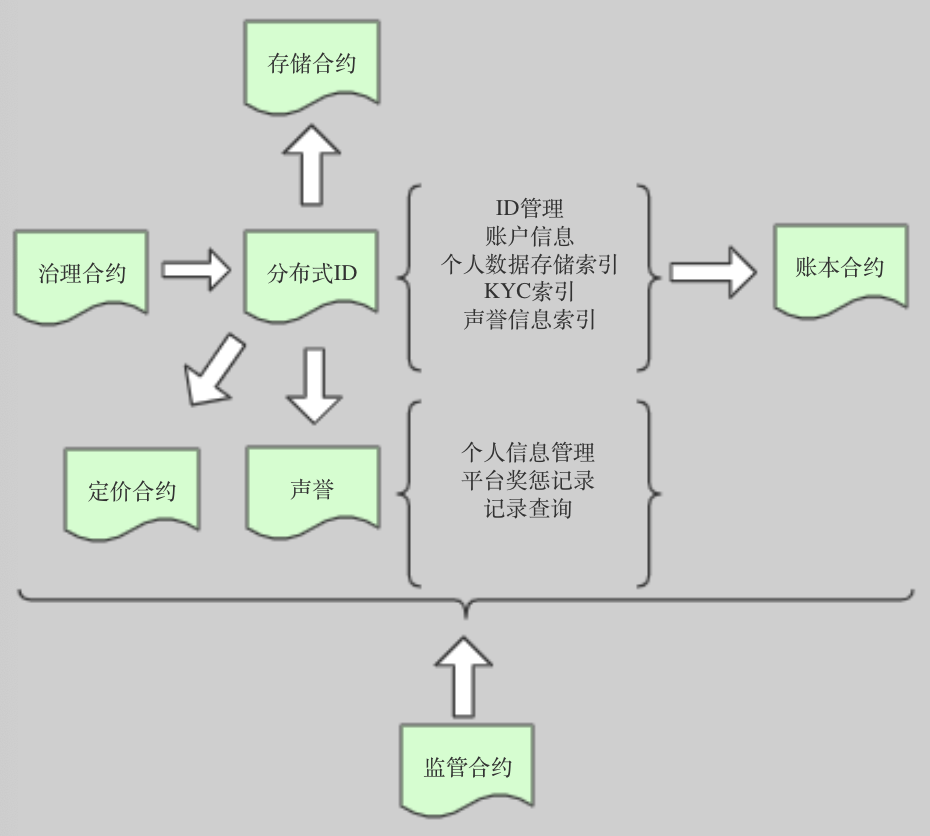 存储合约
治理合约
分布式ID
ID管理
账户信息
个人数据存储索引
KYC索引
声誉信息索引
账本合约
定价合约
声誉
个人信息管理
平台奖惩记录
记录查询
监管合约